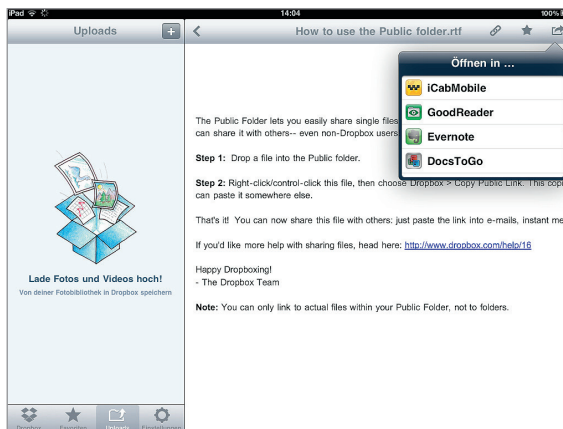 iPad 14:04 100%
Uploads +
How to use the Public folder.rtf
Öffnen in ...
iCabMobile
GoodReader
Evernote
DocsToGo
The Public Folder lets you easily share single files
can share it with others-- even non-Dropbox users
Step 1: Drop a file into the Public folder.
Step 2: Right-click/control-click this file, then choose Dropbox > Copy Public Link. This copi
can paste it somewhere else.
That's it! You can now share this file with others: just paste the link into e-mails, instant me
If you'd like more help with sharing files, head here: http://www.dropbox.com/help/16
Happy Dropboxing!
- The Dropbox Team
Note: You can only link to actual files within your Public Folder, not to folders.
Lade Fotos und Videos hoch!
Von deiner Fotobibliothek in Dropbox speichern
Dropbox Favoriten Uploads Einstellungen